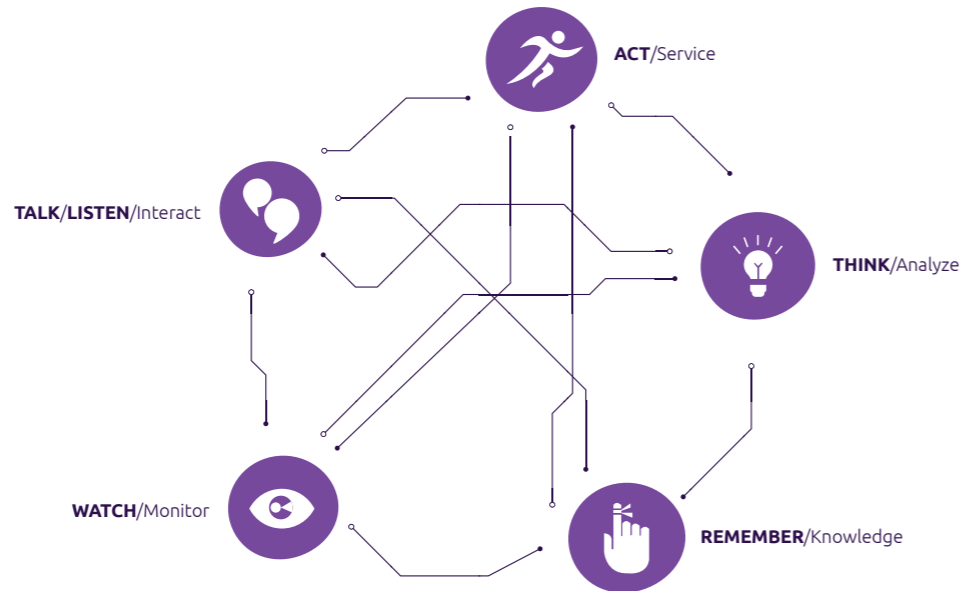 ACT/Service
TALK/LISTEN/Interact
THINK/Analyze
WATCH/Monitor
REMEMBER/Knowledge